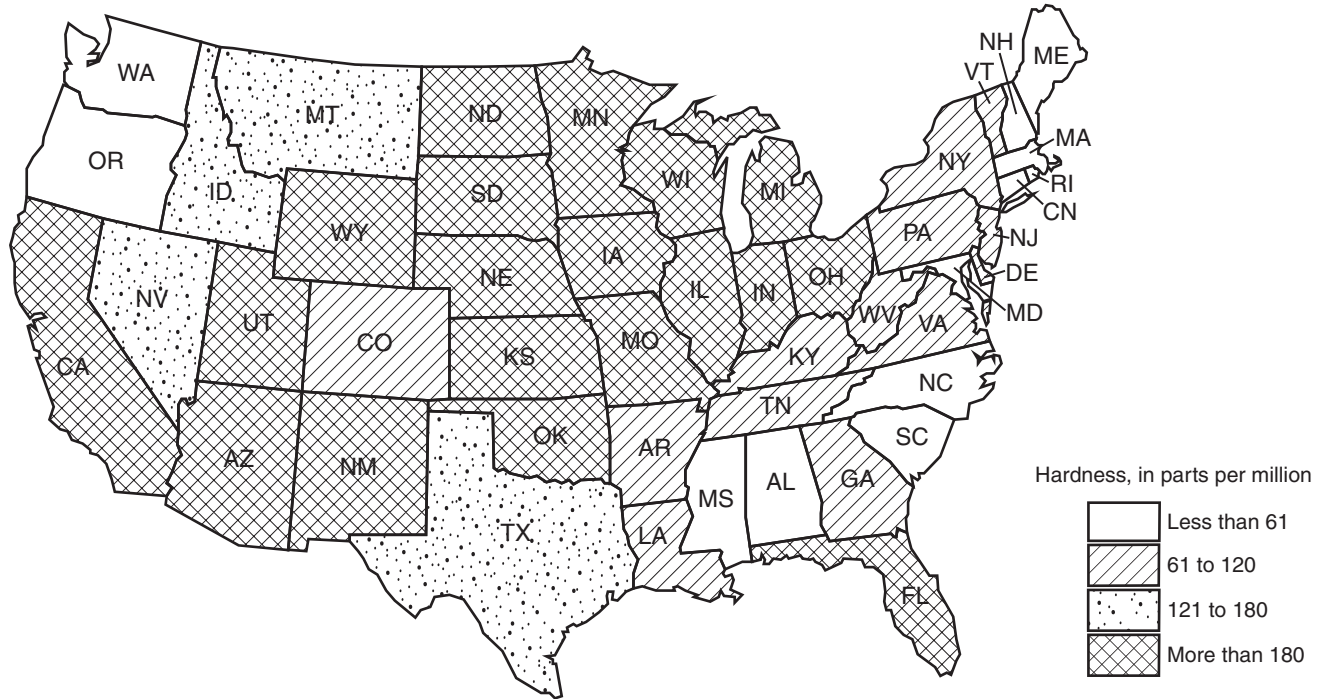 NH
ME
VT
WA
MT
ND
MN
MA
OR
ID
SD
WI
MI
NY
RI
CN
WY
PA
NJ
IA
NE
OH
DE
NV
IL
IN
MD
UT
WV
VA
CO
MO
KS
KY
CA
NC
TN
OK
AR
SC
AZ
NM
MS
AL
GA
TX
LA
FL
Hardness, in parts per million
Less than 61
61 to 120
121 to 180
More than 180